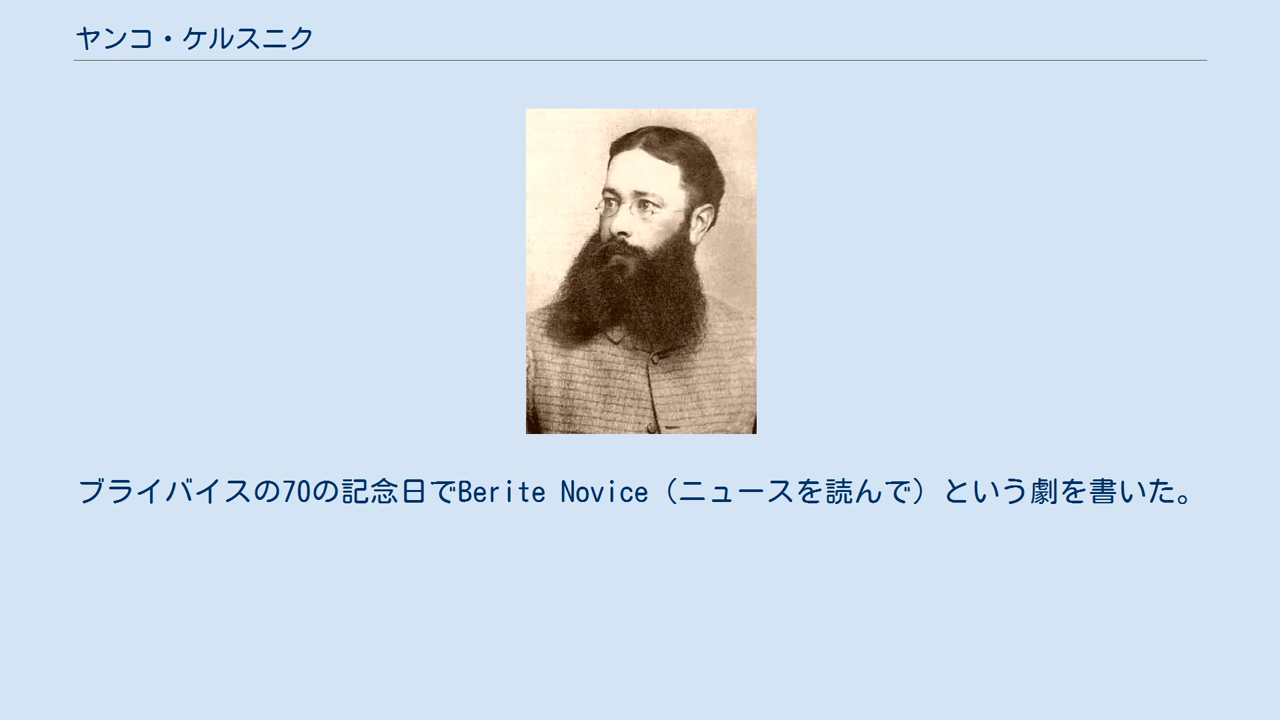 ヤンコ・ケルスニク
ブライバイスの70の記念日でBerite Novice（ニュースを読んで）という劇を書いた。